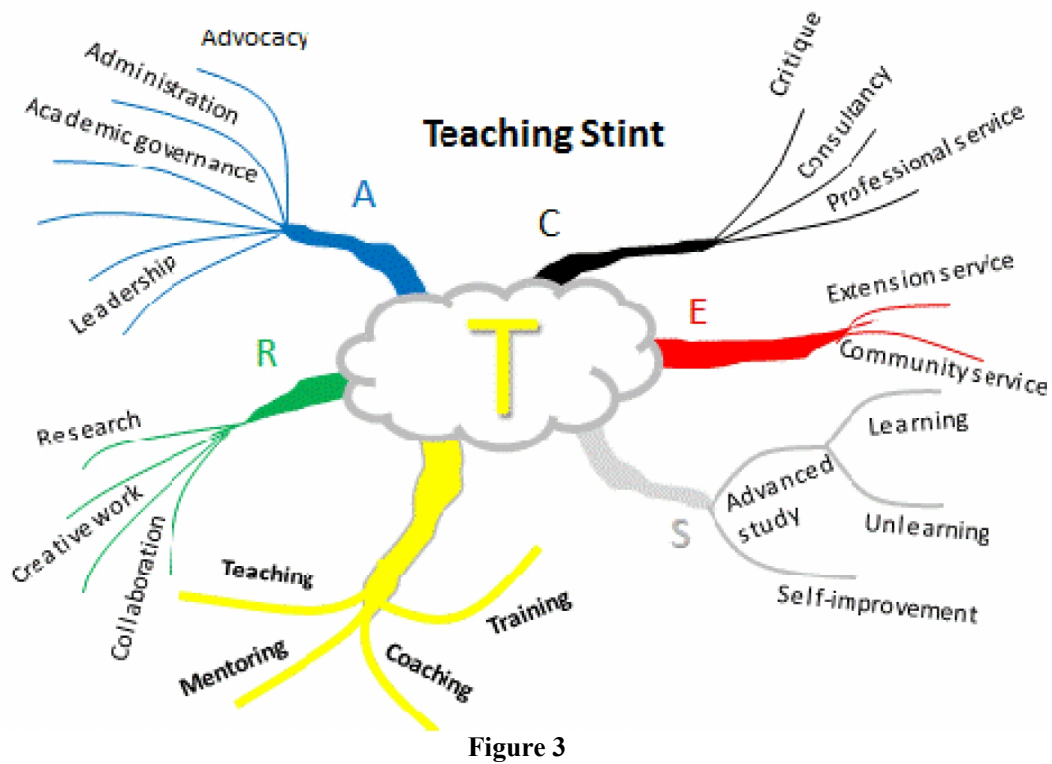 Teaching Stint
A
Advocacy
Administration
Academic governance
Leadership
C
Critique
Consultancy
Professional service
E
Extension service
Community service
S
Advanced
study
Learning
Unlearning
Self-improvement
T
T
Teaching
Mentoring
Coaching
Training
R
Research
Creative work
Collaboration
Figure 3